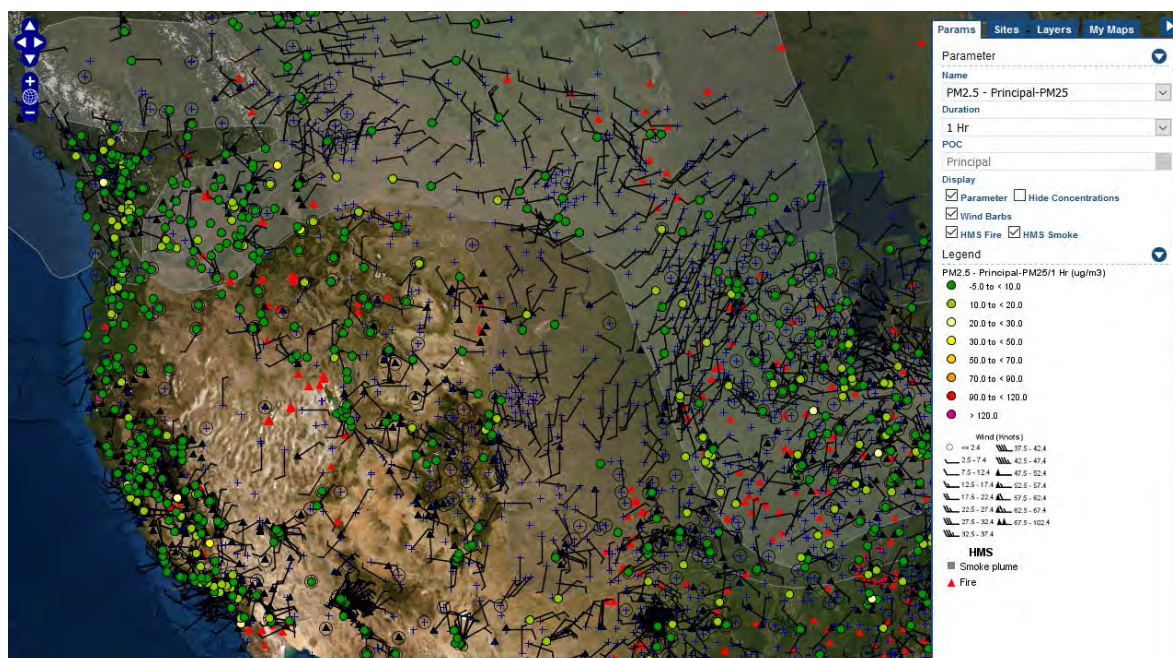 Params Sites Layers My Maps
Parameter
Name
PM2.5 - Principal-PM25
Duration
1 Hr
POC
Principal
Display
Parameter Hide Concentrations
Wind Barbs
HMS Fire HMS Smoke
Legend
PM2.5 - Principal-PM25/1 Hr (ug/m3)
-5.0 to < 10.0
10.0 to < 20.0
20.0 to < 30.0
30.0 to < 50.0
50.0 to < 70.0
70.0 to < 90.0
90.0 to < 120.0
> 120.0
Wind (Knots)
<= 2.4 37.5 - 42.4
2.5 - 7.4 42.5 - 47.4
7.5 - 12.4 47.5 - 52.4
12.5 - 17.4 52.5 - 57.4
17.5 - 22.4 57.5 - 62.4
22.5 - 27.4 62.5 - 67.4
27.5 - 32.4 67.5 - 102.4
32.5 - 37.4
HMS
Smoke plume
Fire